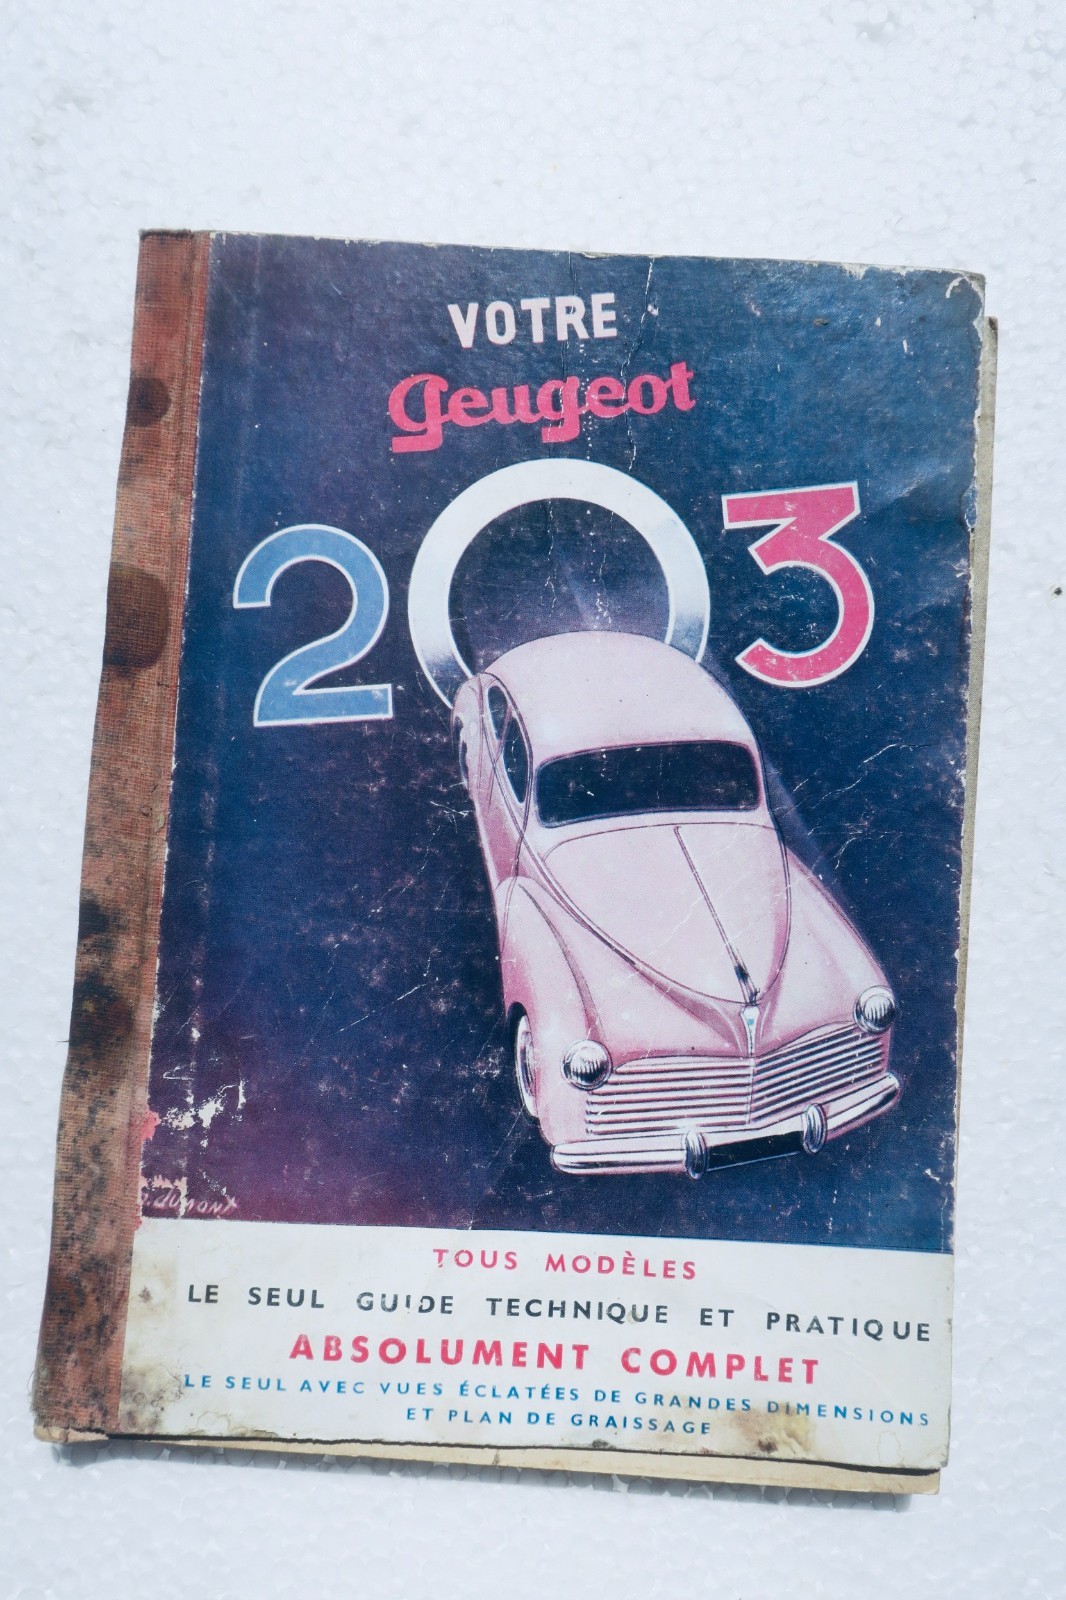 VOTRE
Peugeot
203
DUMONT
TOUS MODÈLES
LE SEUL GUIDE TECHNIQUE ET PRATIQUE
ABSOLUMENT COMPLET
LE SEUL AVEC VUES ÉCLATÉES DE GRANDES DIMENSIONS
ET PLAN DE GRAISSAGE